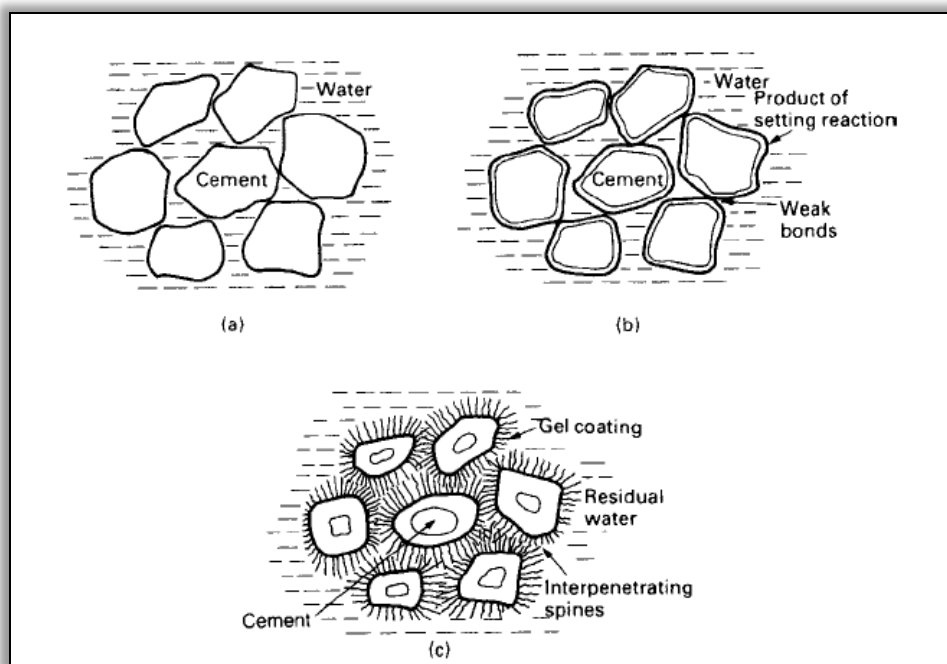 Water
Cement
(a)
Water
Product of
setting reaction
Cement
Weak
bonds
(b)
Gel coating
Residual
water
Interpenetrating
spines
Cement
(c)